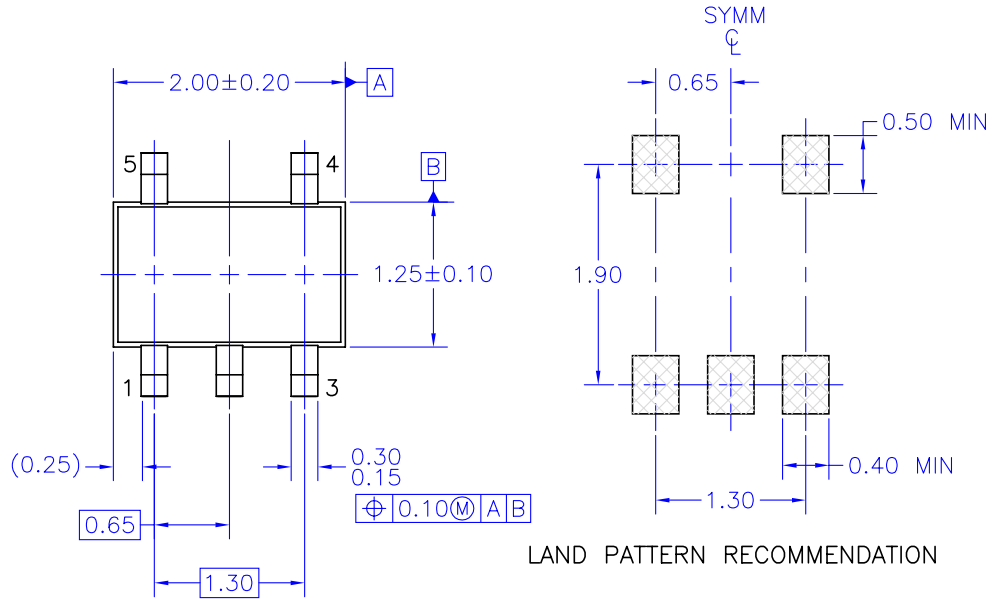 SYMM
℄
2.00±0.20
A
0.65
0.50 MIN
5
4
B
1.25±0.10
1.90
1
3
(0.25)
0.30
0.15
0.40 MIN
⌖ 0.10Ⓜ A B
0.65
1.30
1.30
LAND PATTERN RECOMMENDATION